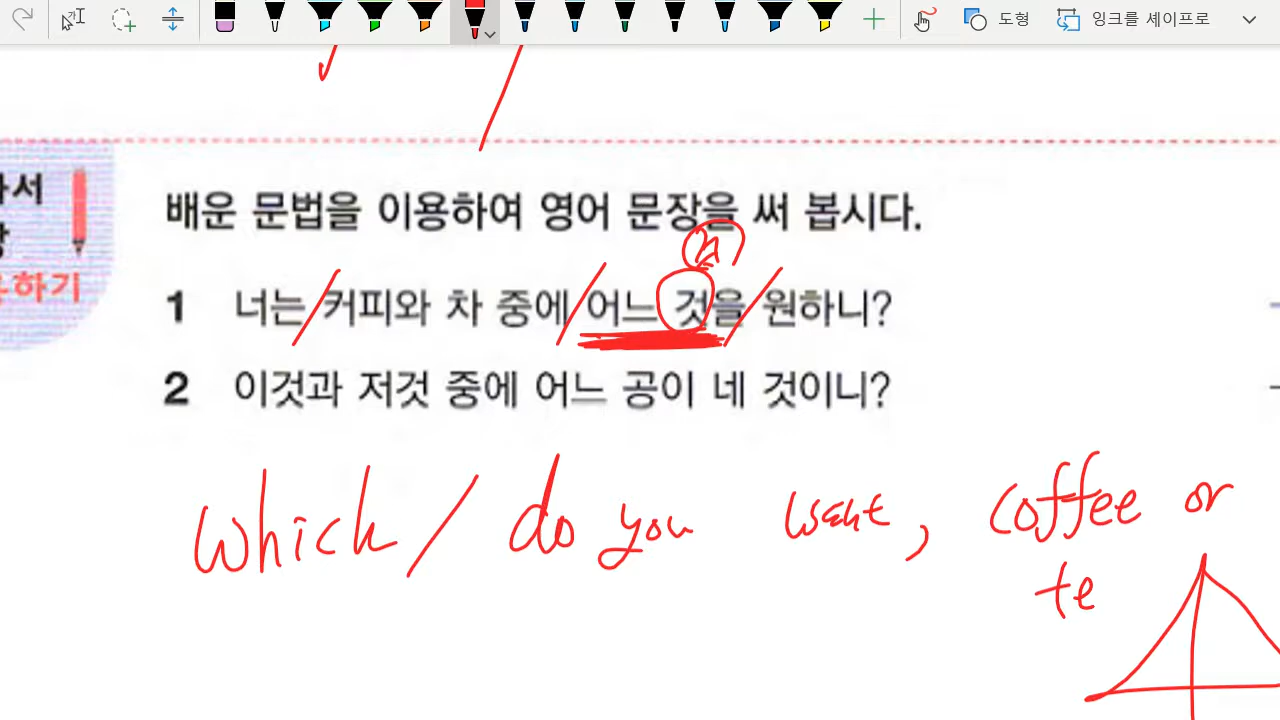 도형
잉크를 셰이프로
배운 문법을 이용하여 영어 문장을 써 봅시다.
하기
1 너는 커피와 차 중에 어느 것을 원하니?
2 이것과 저것 중에 어느 공이 네 것이니?
which / do you want, coffee or
te